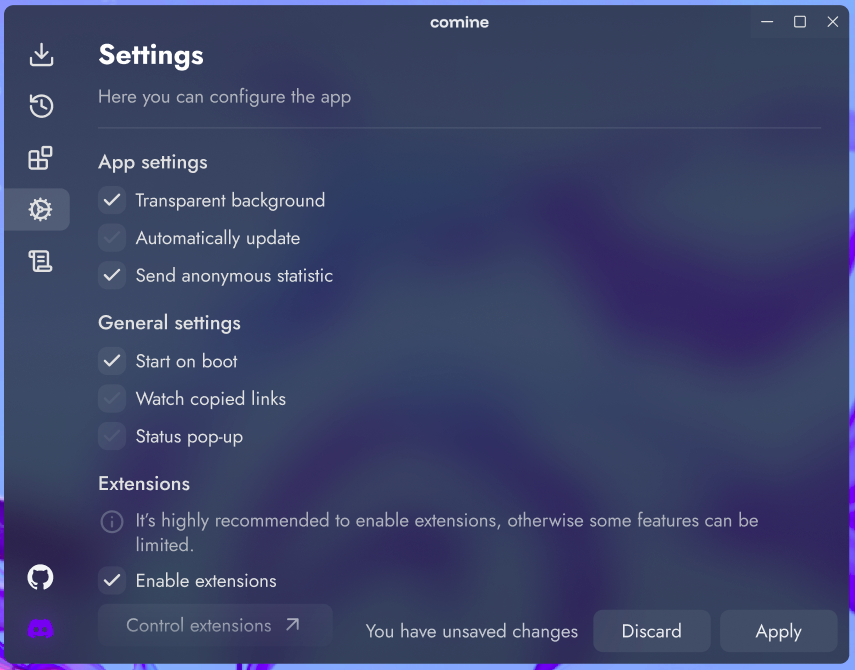 comine
Settings
Here you can configure the app
App settings
Transparent background
Automatically update
Send anonymous statistic
General settings
Start on boot
Watch copied links
Status pop-up
Extensions
It's highly recommended to enable extensions, otherwise some features can be
limited.
Enable extensions
Control extensions
You have unsaved changes
Discard
Apply